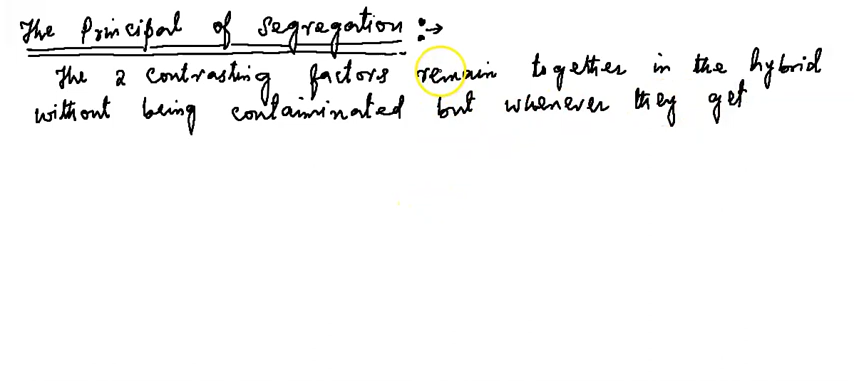 The Principal of Segregation :→
The 2 contrasting factors remain together in the hybrid
without being contaminated but whenever they get